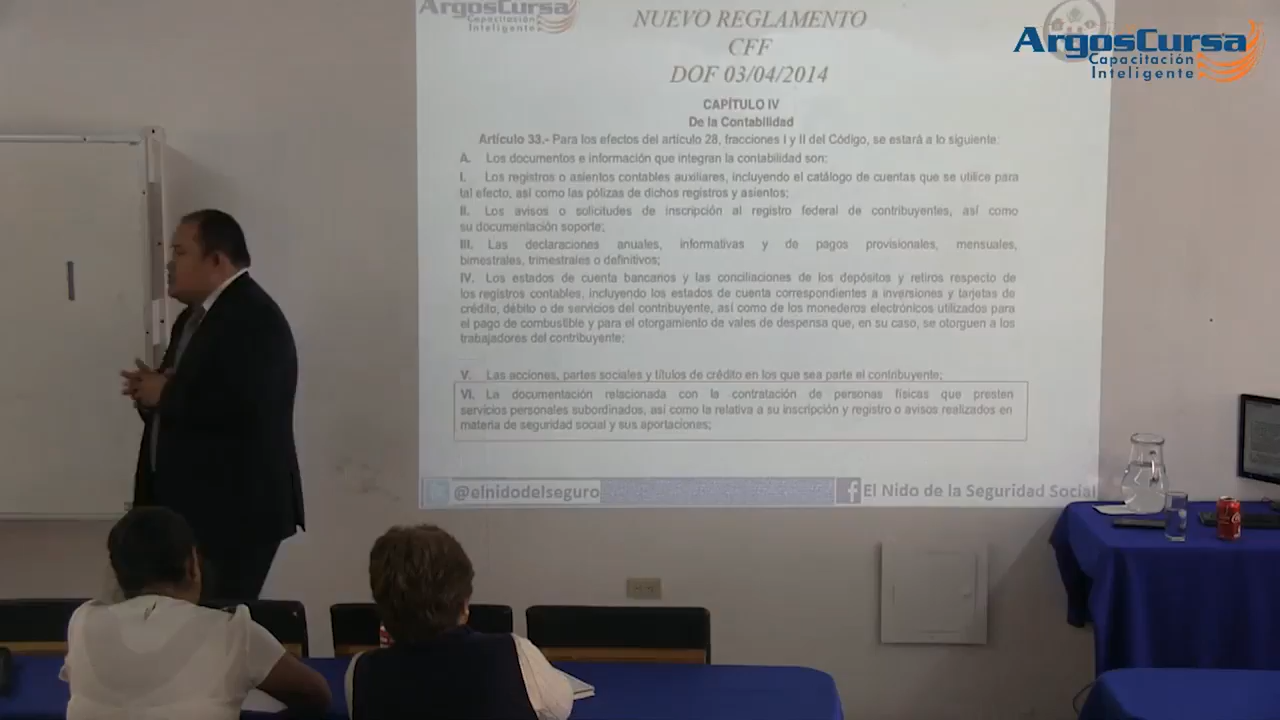 ArgosCursa
Capacitación
Inteligente
NUEVO REGLAMENTO
CFF
DOF 03/04/2014
ArgosCursa
Capacitación
Inteligente
CAPÍTULO IV
De la Contabilidad
Artículo 33.- Para los efectos del artículo 28, fracciones I y II del Código, se estará a lo siguiente:
A. Los documentos e información que integran la contabilidad son:
I. Los registros o asientos contables auxiliares, incluyendo el catálogo de cuentas que se utilice para
tal efecto, así como las pólizas de dichos registros y asientos;
II. Los avisos o solicitudes de inscripción al registro federal de contribuyentes, así como
su documentación soporte;
III. Las declaraciones anuales, informativas y de pagos provisionales, mensuales,
bimestrales, trimestrales o definitivos;
IV. Los estados de cuenta bancarios y las conciliaciones de los depósitos y retiros respecto de
los registros contables, incluyendo los estados de cuenta correspondientes a inversiones y tarjetas de
crédito, débito o de servicios del contribuyente, así como de los monederos electrónicos utilizados para
el pago de combustible y para el otorgamiento de vales de despensa que, en su caso, se otorguen a los
trabajadores del contribuyente;
V. Las acciones, partes sociales y títulos de crédito en los que sea parte el contribuyente;
VI. La documentación relacionada con la contratación de personas físicas que presten
servicios personales subordinados, así como la relativa a su inscripción y registro o avisos realizados en
materia de seguridad social y sus aportaciones;
@elnidodelseguro
f El Nido de la Seguridad Social